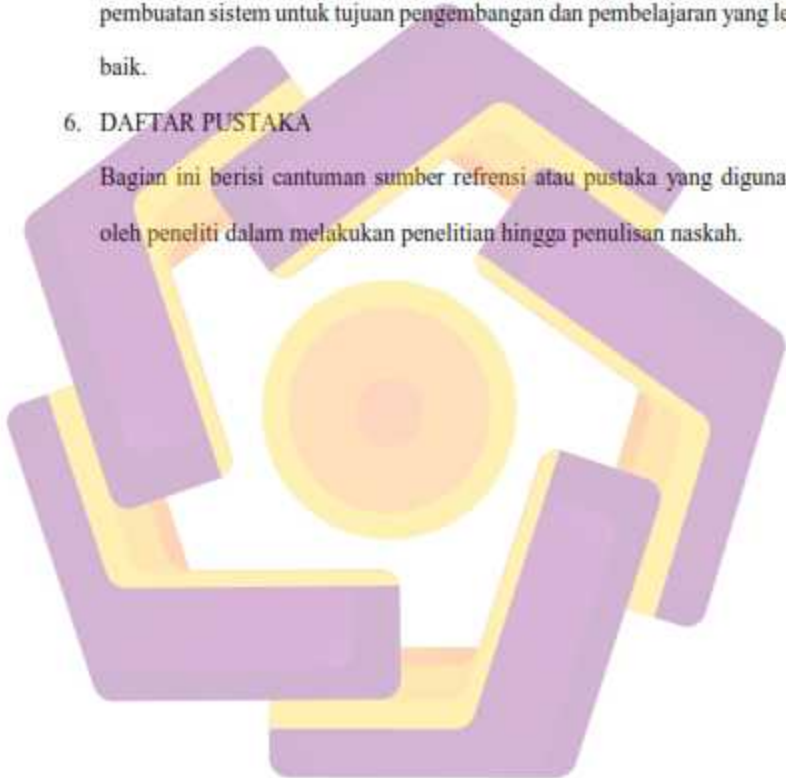 pembuatan sistem untuk tujuan pengembangan dan pembelajaran yang le
baik.
6. DAFTAR PUSTAKA
Bagian ini berisi cantuman sumber refrensi atau pustaka yang diguna
oleh peneliti dalam melakukan penelitian hingga penulisan naskah.